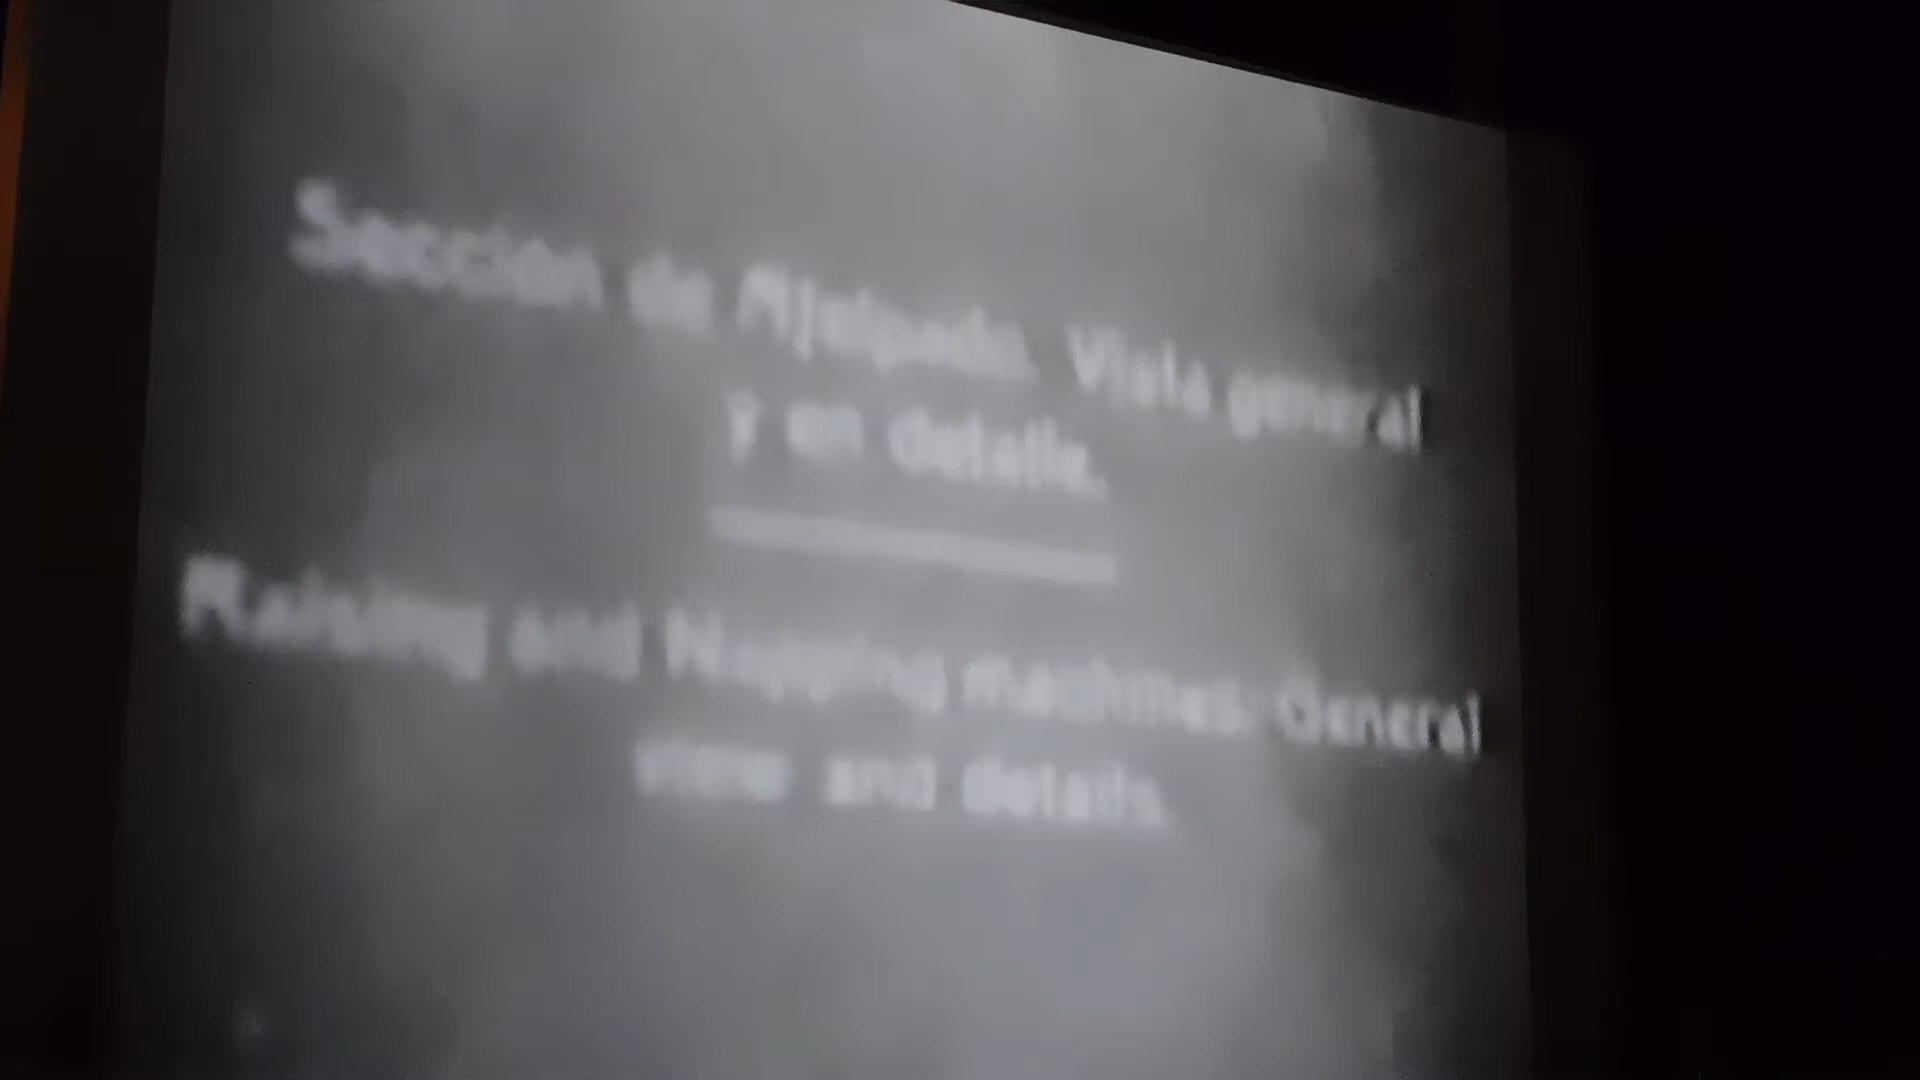 Sección de Vista general
y en detalle.
Raising and Napping machines. General
view and details.